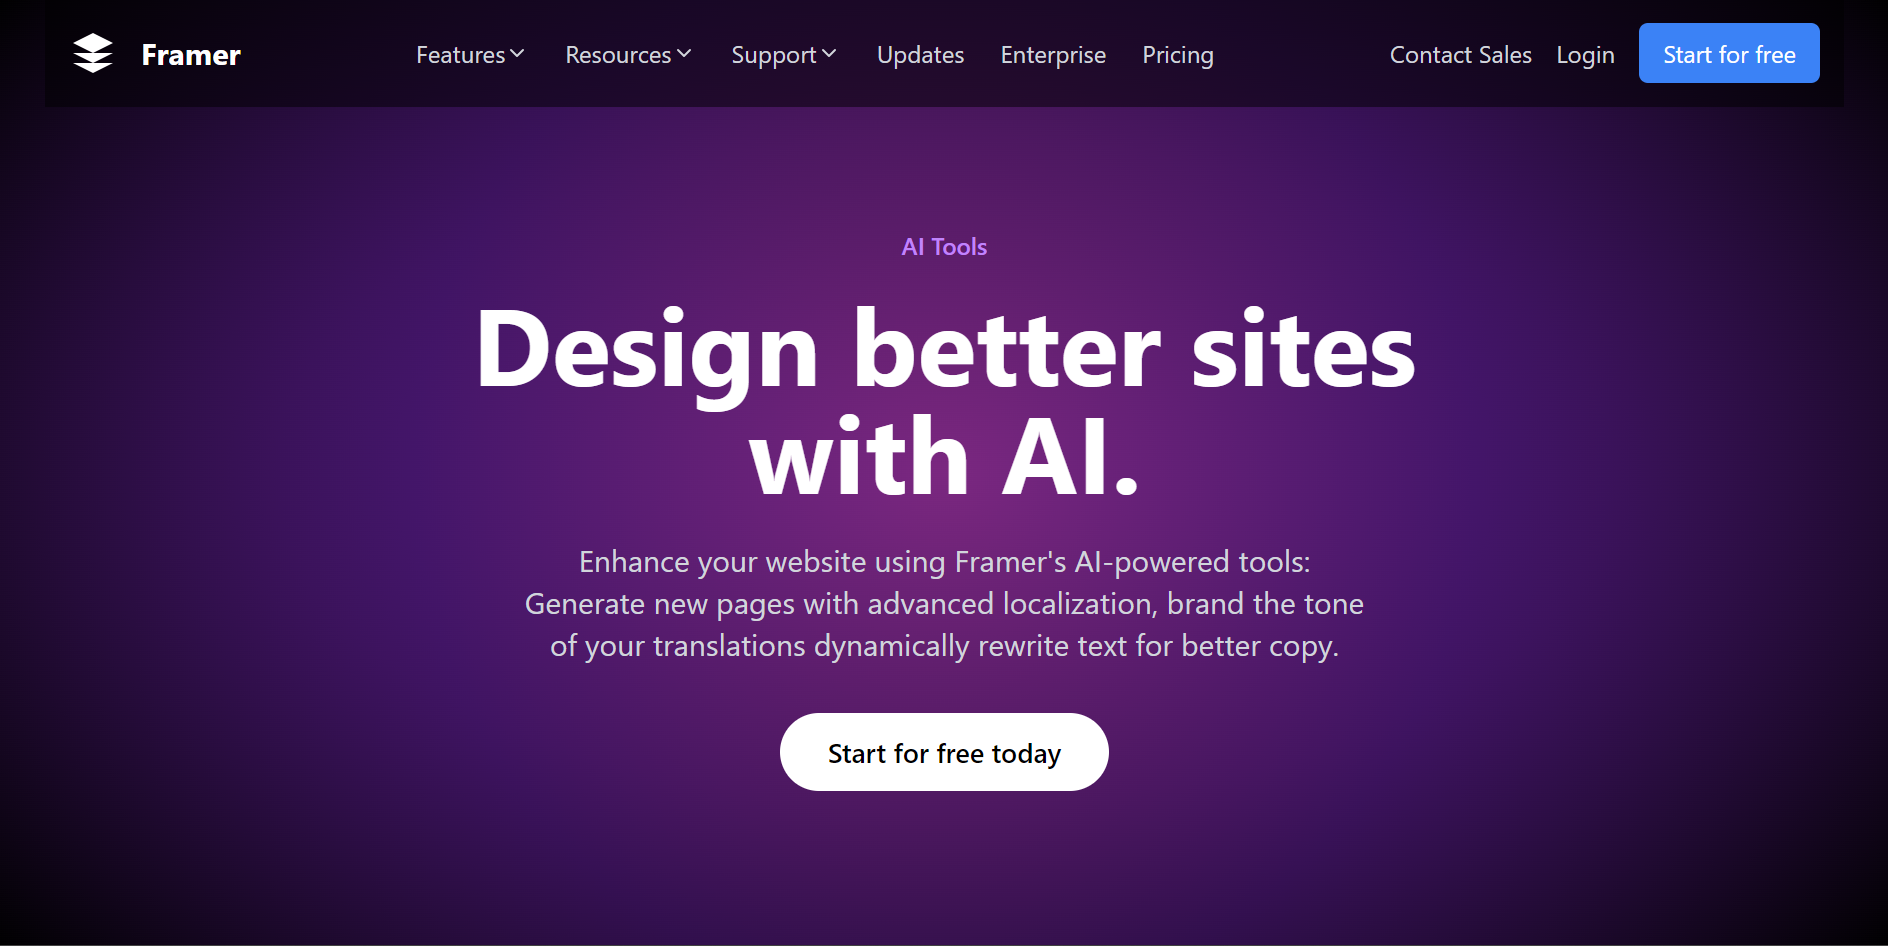 Framer
Features
Resources
Support
Updates
Enterprise
Pricing
Contact Sales
Login
Start for free
AI Tools
Design better sites
with AI.
Enhance your website using Framer's AI-powered tools:
Generate new pages with advanced localization, brand the tone
of your translations dynamically rewrite text for better copy.
Start for free today